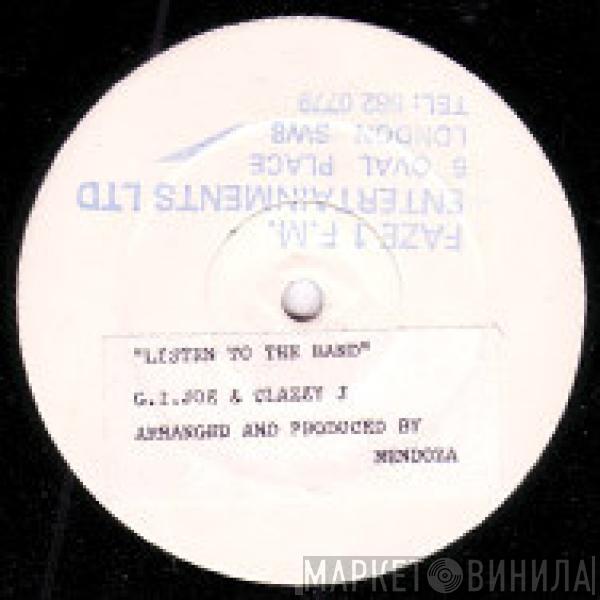 FAZE 1 F.M.
ENTERTAINMENTS LTD
6 OVAL PLACE
LONDON SW8
TEL: 582 0779
"LISTEN TO THE BAND"
G.I.JOE & CLAZZY J
ARRANGED AND PRODUCED BY
MENDOZA
МАРКЕТ ВИНИЛА